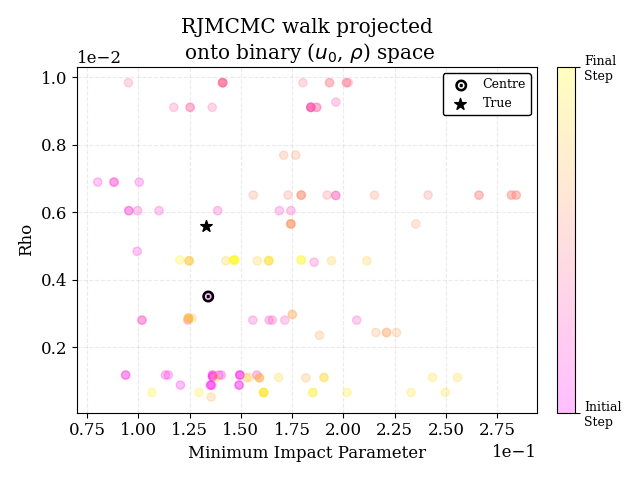 RJMCMC walk projected
onto binary (u₀, ρ) space
1e−2
1.0
0.8
0.6
0.4
0.2
Rho
0.75
1.00
1.25
1.50
1.75
2.00
2.25
2.50
2.75
1e−1
Minimum Impact Parameter
Centre
True
Final
Step
Initial
Step